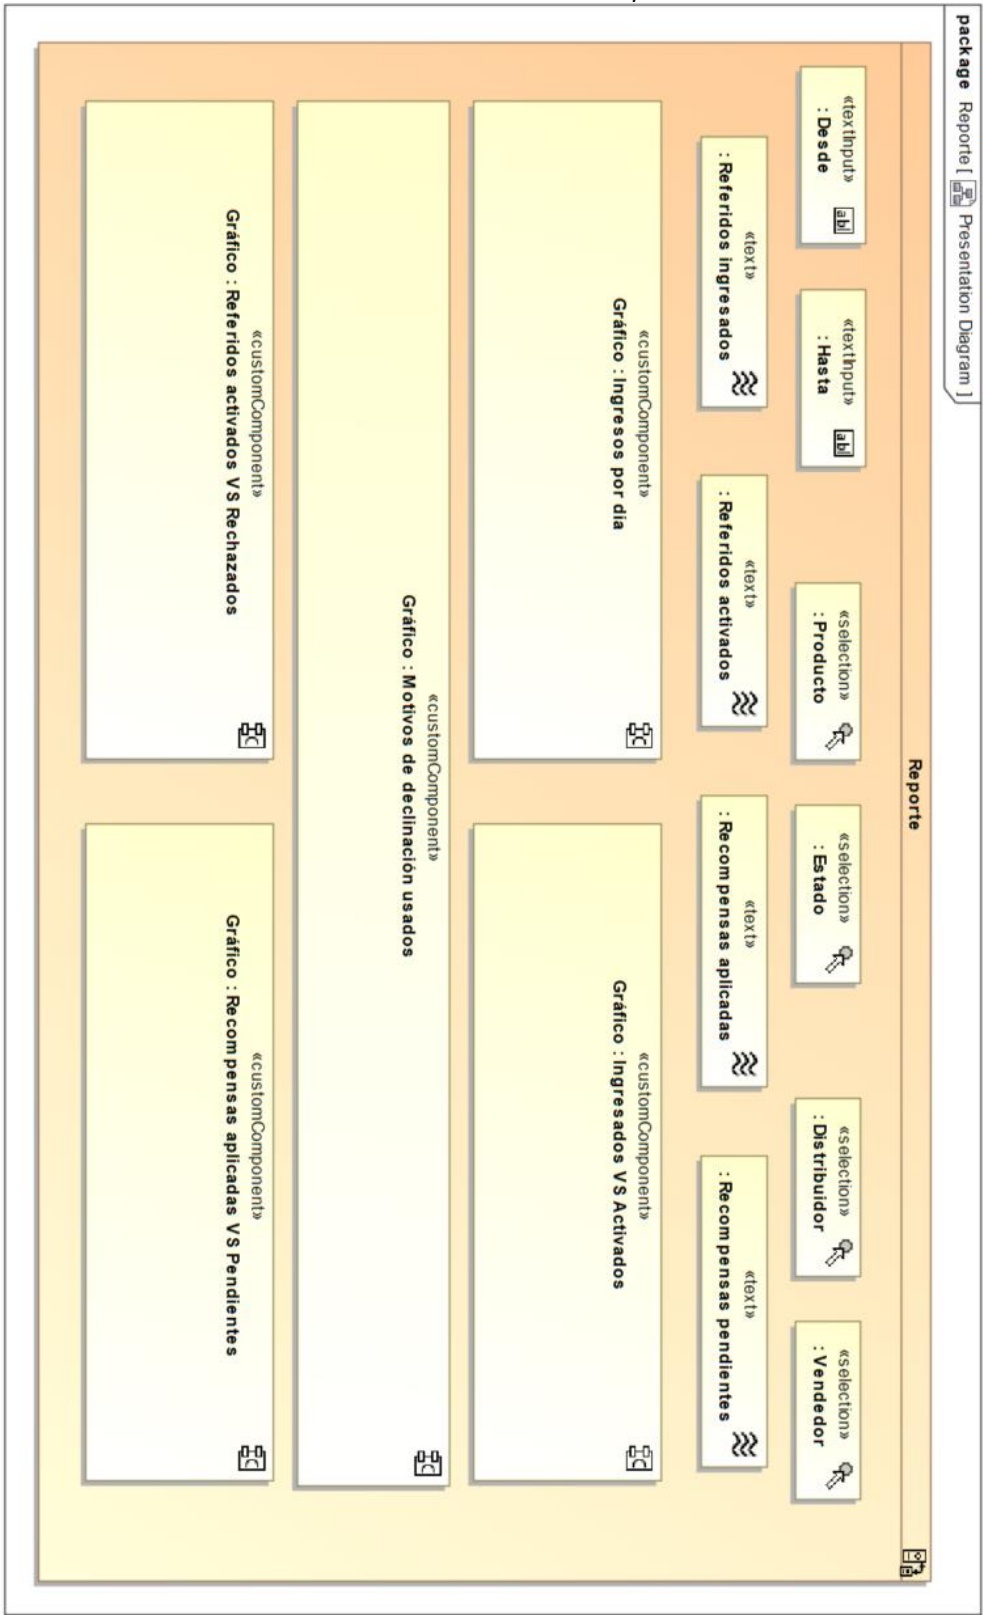 package Reporte [ Presentation Diagram ]
Reporte
«textInput»
: Desde
ab
«textInput»
: Hasta
ab
«selection»
: Producto
«selection»
: Estado
«selection»
: Distribuidor
«selection»
: Vendedor
«text»
: Referidos ingresados
«text»
: Referidos activados
«text»
: Recompensas aplicadas
«text»
: Recompensas pendientes
«customComponent»
Gráfico : Ingresos por dia
«customComponent»
Gráfico : Ingresados VS Activados
«customComponent»
Gráfico : Motivos de declinación usados
«customComponent»
Gráfico : Referidos activados VS Rechazados
«customComponent»
Gráfico : Recompensas aplicadas VS Pendientes